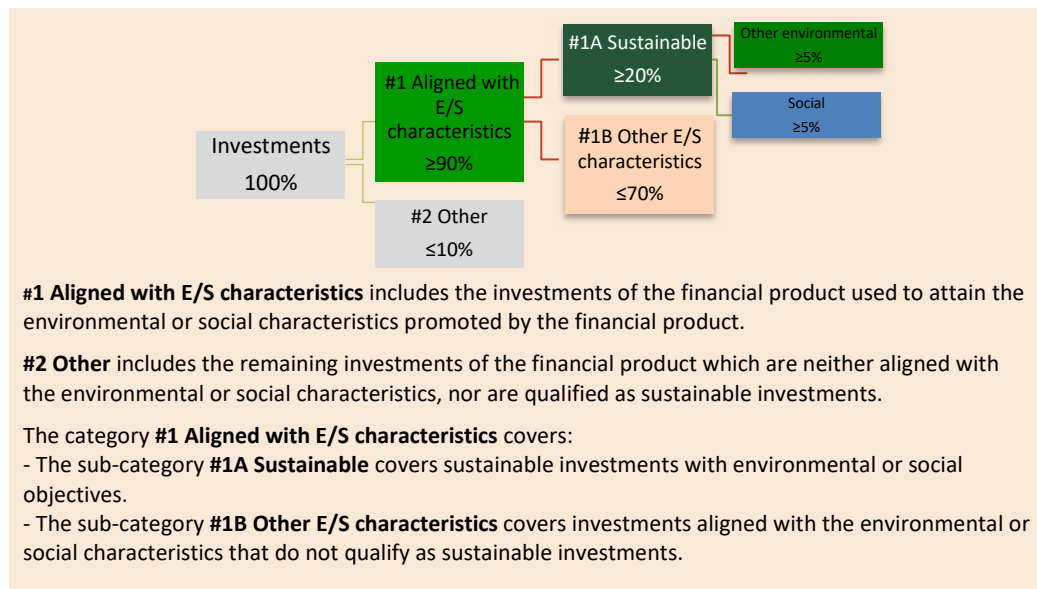 #1A Sustainable
≥20%
Other environmental
≥5%
Social
≥5%
#1 Aligned with
E/S
characteristics
≥90%
#1B Other E/S
characteristics
≤70%
Investments
100%
#2 Other
≤10%
#1 Aligned with E/S characteristics includes the investments of the financial product used to attain the
environmental or social characteristics promoted by the financial product.
#2 Other includes the remaining investments of the financial product which are neither aligned with
the environmental or social characteristics, nor are qualified as sustainable investments.
The category #1 Aligned with E/S characteristics covers:
- The sub-category #1A Sustainable covers sustainable investments with environmental or social
objectives.
- The sub-category #1B Other E/S characteristics covers investments aligned with the environmental or
social characteristics that do not qualify as sustainable investments.